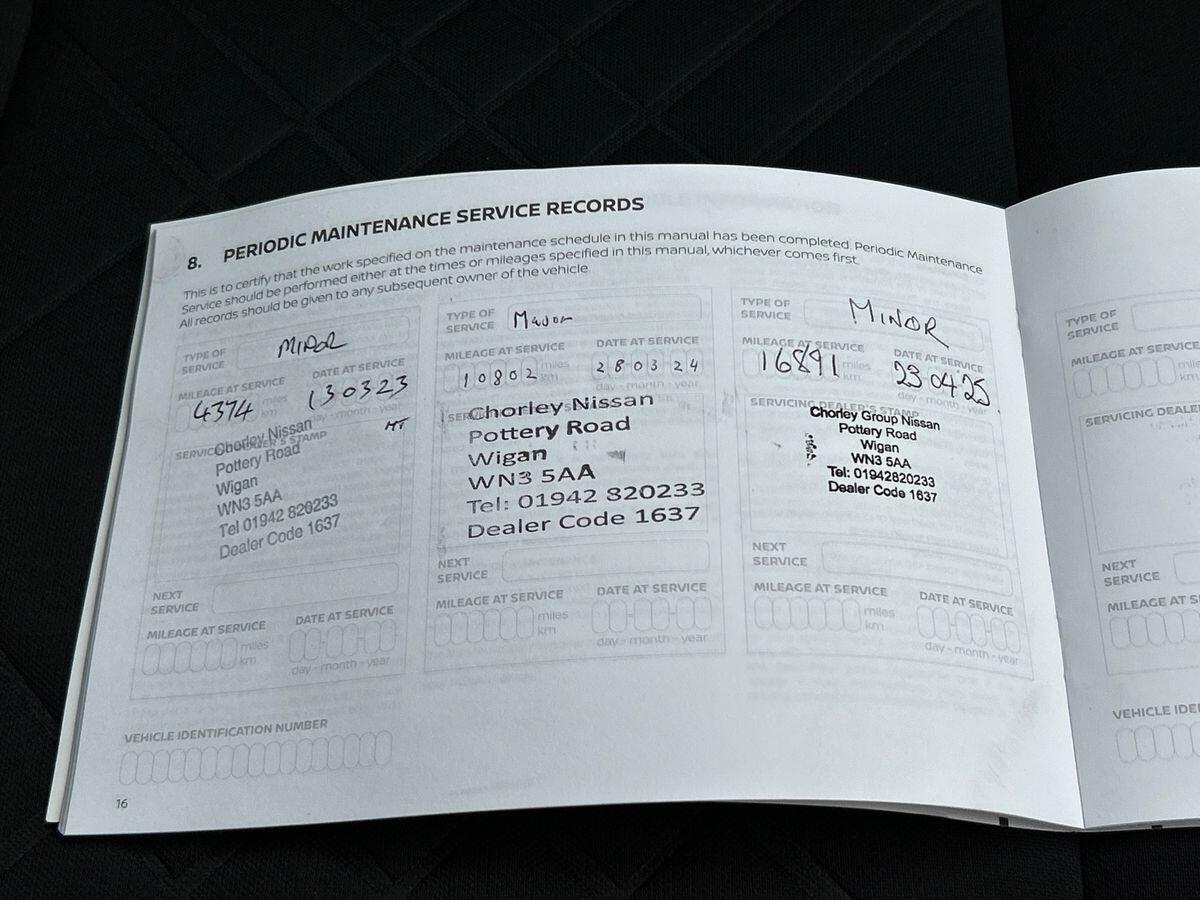 8. PERIODIC MAINTENANCE SERVICE RECORDS
This is to certify that the work specified on the maintenance schedule in this manual has been completed. Periodic Maintenance
Service should be performed either at the times or mileages specified in this manual, whichever comes first.
All records should be given to any subsequent owner of the vehicle
TYPE OF
SERVICE
MINOR
MILEAGE AT SERVICE
DATE AT SERVICE
4374 miles
km
130323
day - month - year
MT
SERVICING DEALER'S STAMP
Chorley Nissan
Pottery Road
Wigan
WN3 5AA
Tel 01942 820233
Dealer Code 1637
NEXT
SERVICE
MILEAGE AT SERVICE
DATE AT SERVICE
miles
km
day - month - year
TYPE OF
SERVICE
Major
MILEAGE AT SERVICE
DATE AT SERVICE
10802 miles
km
280324
day - month - year
Chorley Nissan
Pottery Road
Wigan
WN3 5AA
Tel: 01942 820233
Dealer Code 1637
NEXT
SERVICE
MILEAGE AT SERVICE
DATE AT SERVICE
miles
km
day - month - year
TYPE OF
SERVICE
MINOR
MILEAGE AT SERVICE
DATE AT SERVICE
16891 miles
km
23 04 25
day - month - year
SERVICING DEALER'S STAMP
Chorley Group Nissan
Pottery Road
Wigan
WN3 5AA
Tel: 01942820233
Dealer Code 1637
NEXT
SERVICE
MILEAGE AT SERVICE
DATE AT SERVICE
miles
km
day - month - year
VEHICLE IDENTIFICATION NUMBER
16
TYPE OF
SERVICE
MILEAGE AT SERVICE
SERVICING DEALE
NEXT
SERVICE
MILEAGE AT S
VEHICLE IDE